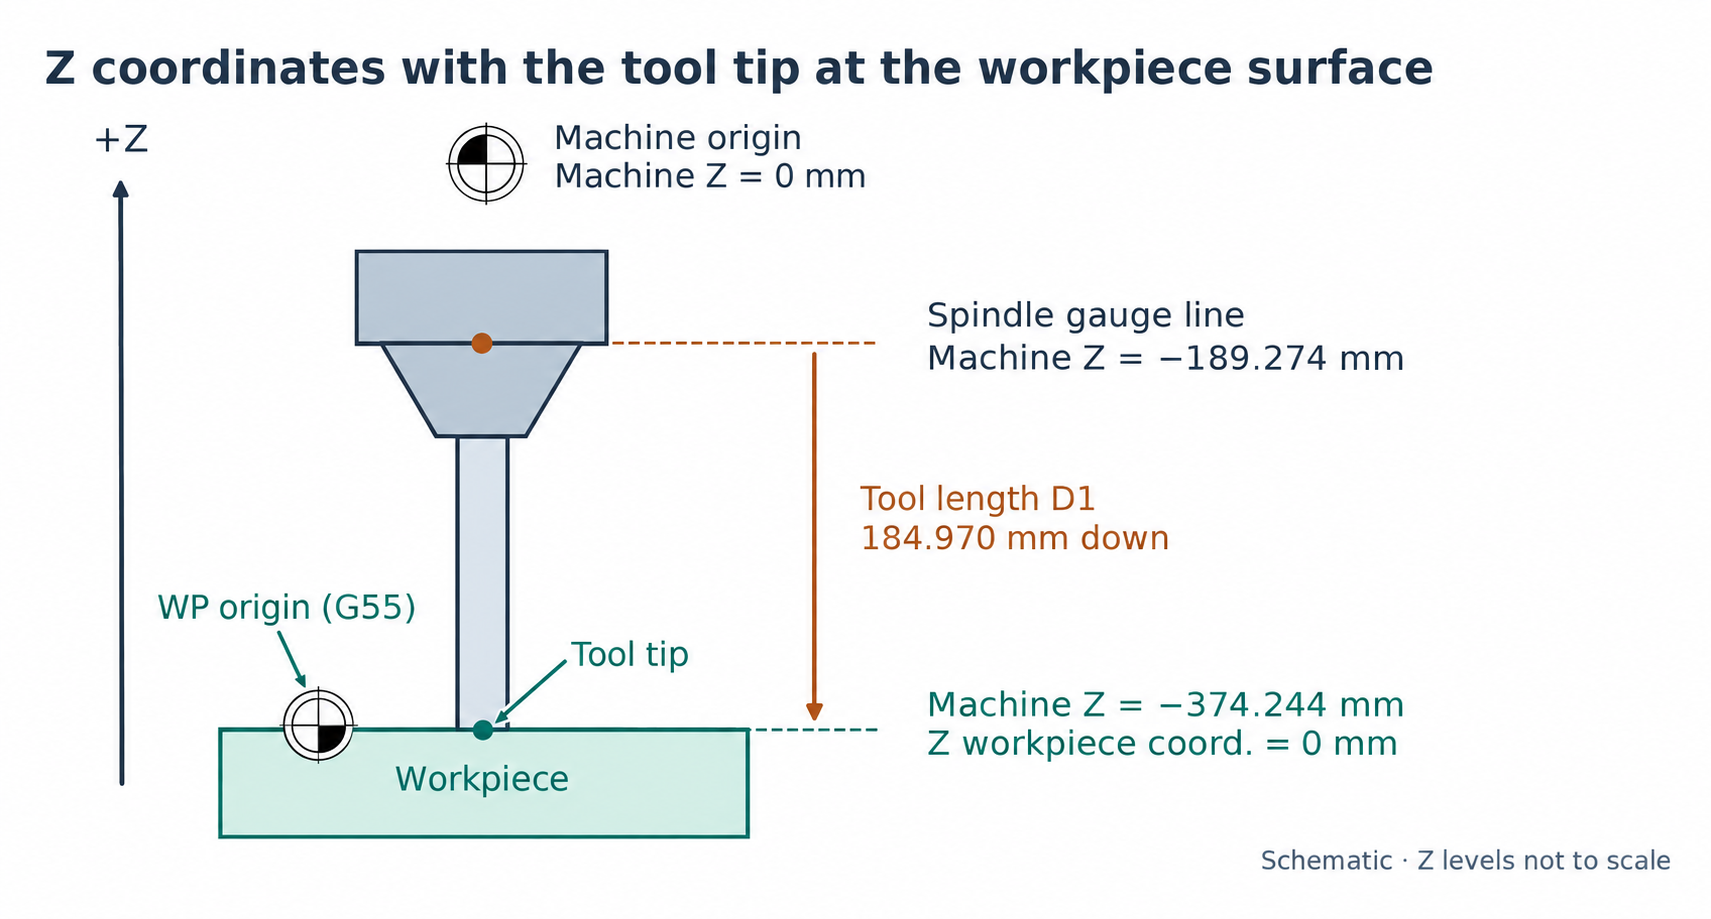 Z coordinates with the tool tip at the workpiece surface
+Z
Machine origin
Machine Z = 0 mm
Spindle gauge line
Machine Z = −189.274 mm
Tool length D1
184.970 mm down
WP origin (G55)
Tool tip
Machine Z = −374.244 mm
Z workpiece coord. = 0 mm
Workpiece
Schematic · Z levels not to scale